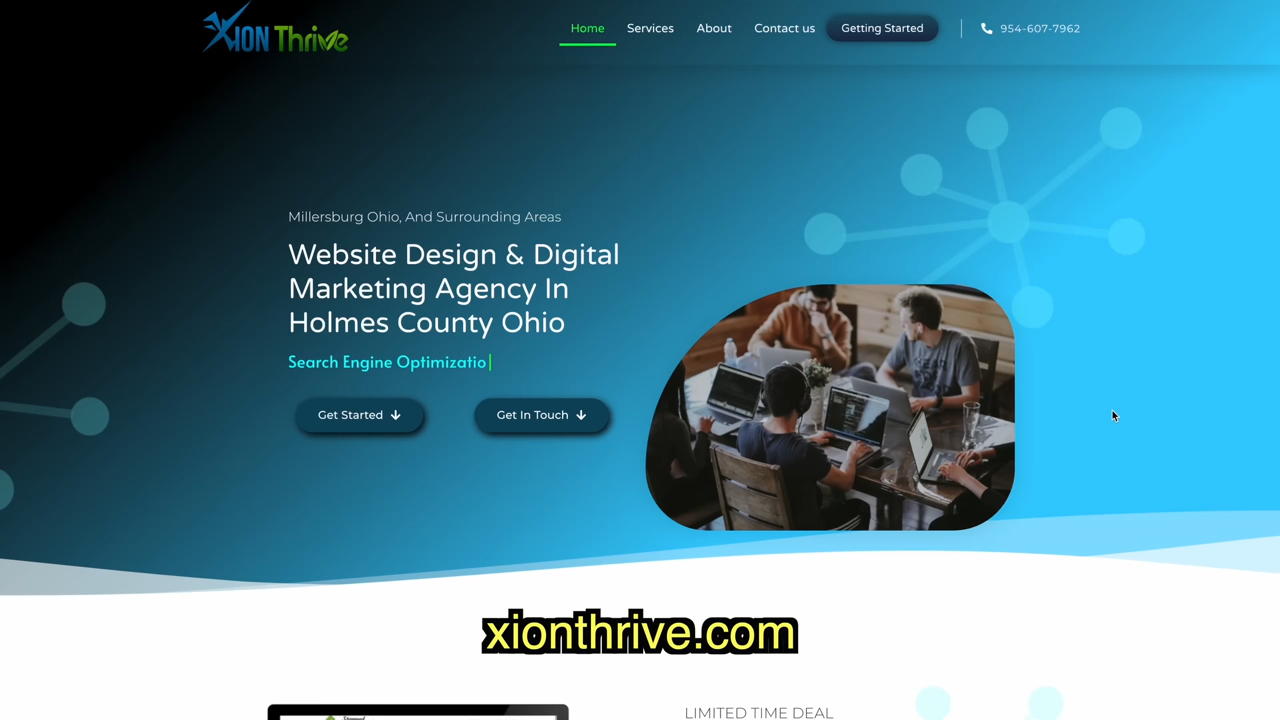 XION Thrive
Home Services About Contact us Getting Started 954-607-7962
Millersburg Ohio, And Surrounding Areas
Website Design & Digital
Marketing Agency In
Holmes County Ohio
Search Engine Optimizatio
Get Started Get In Touch
xionthrive.com
LIMITED TIME DEAL